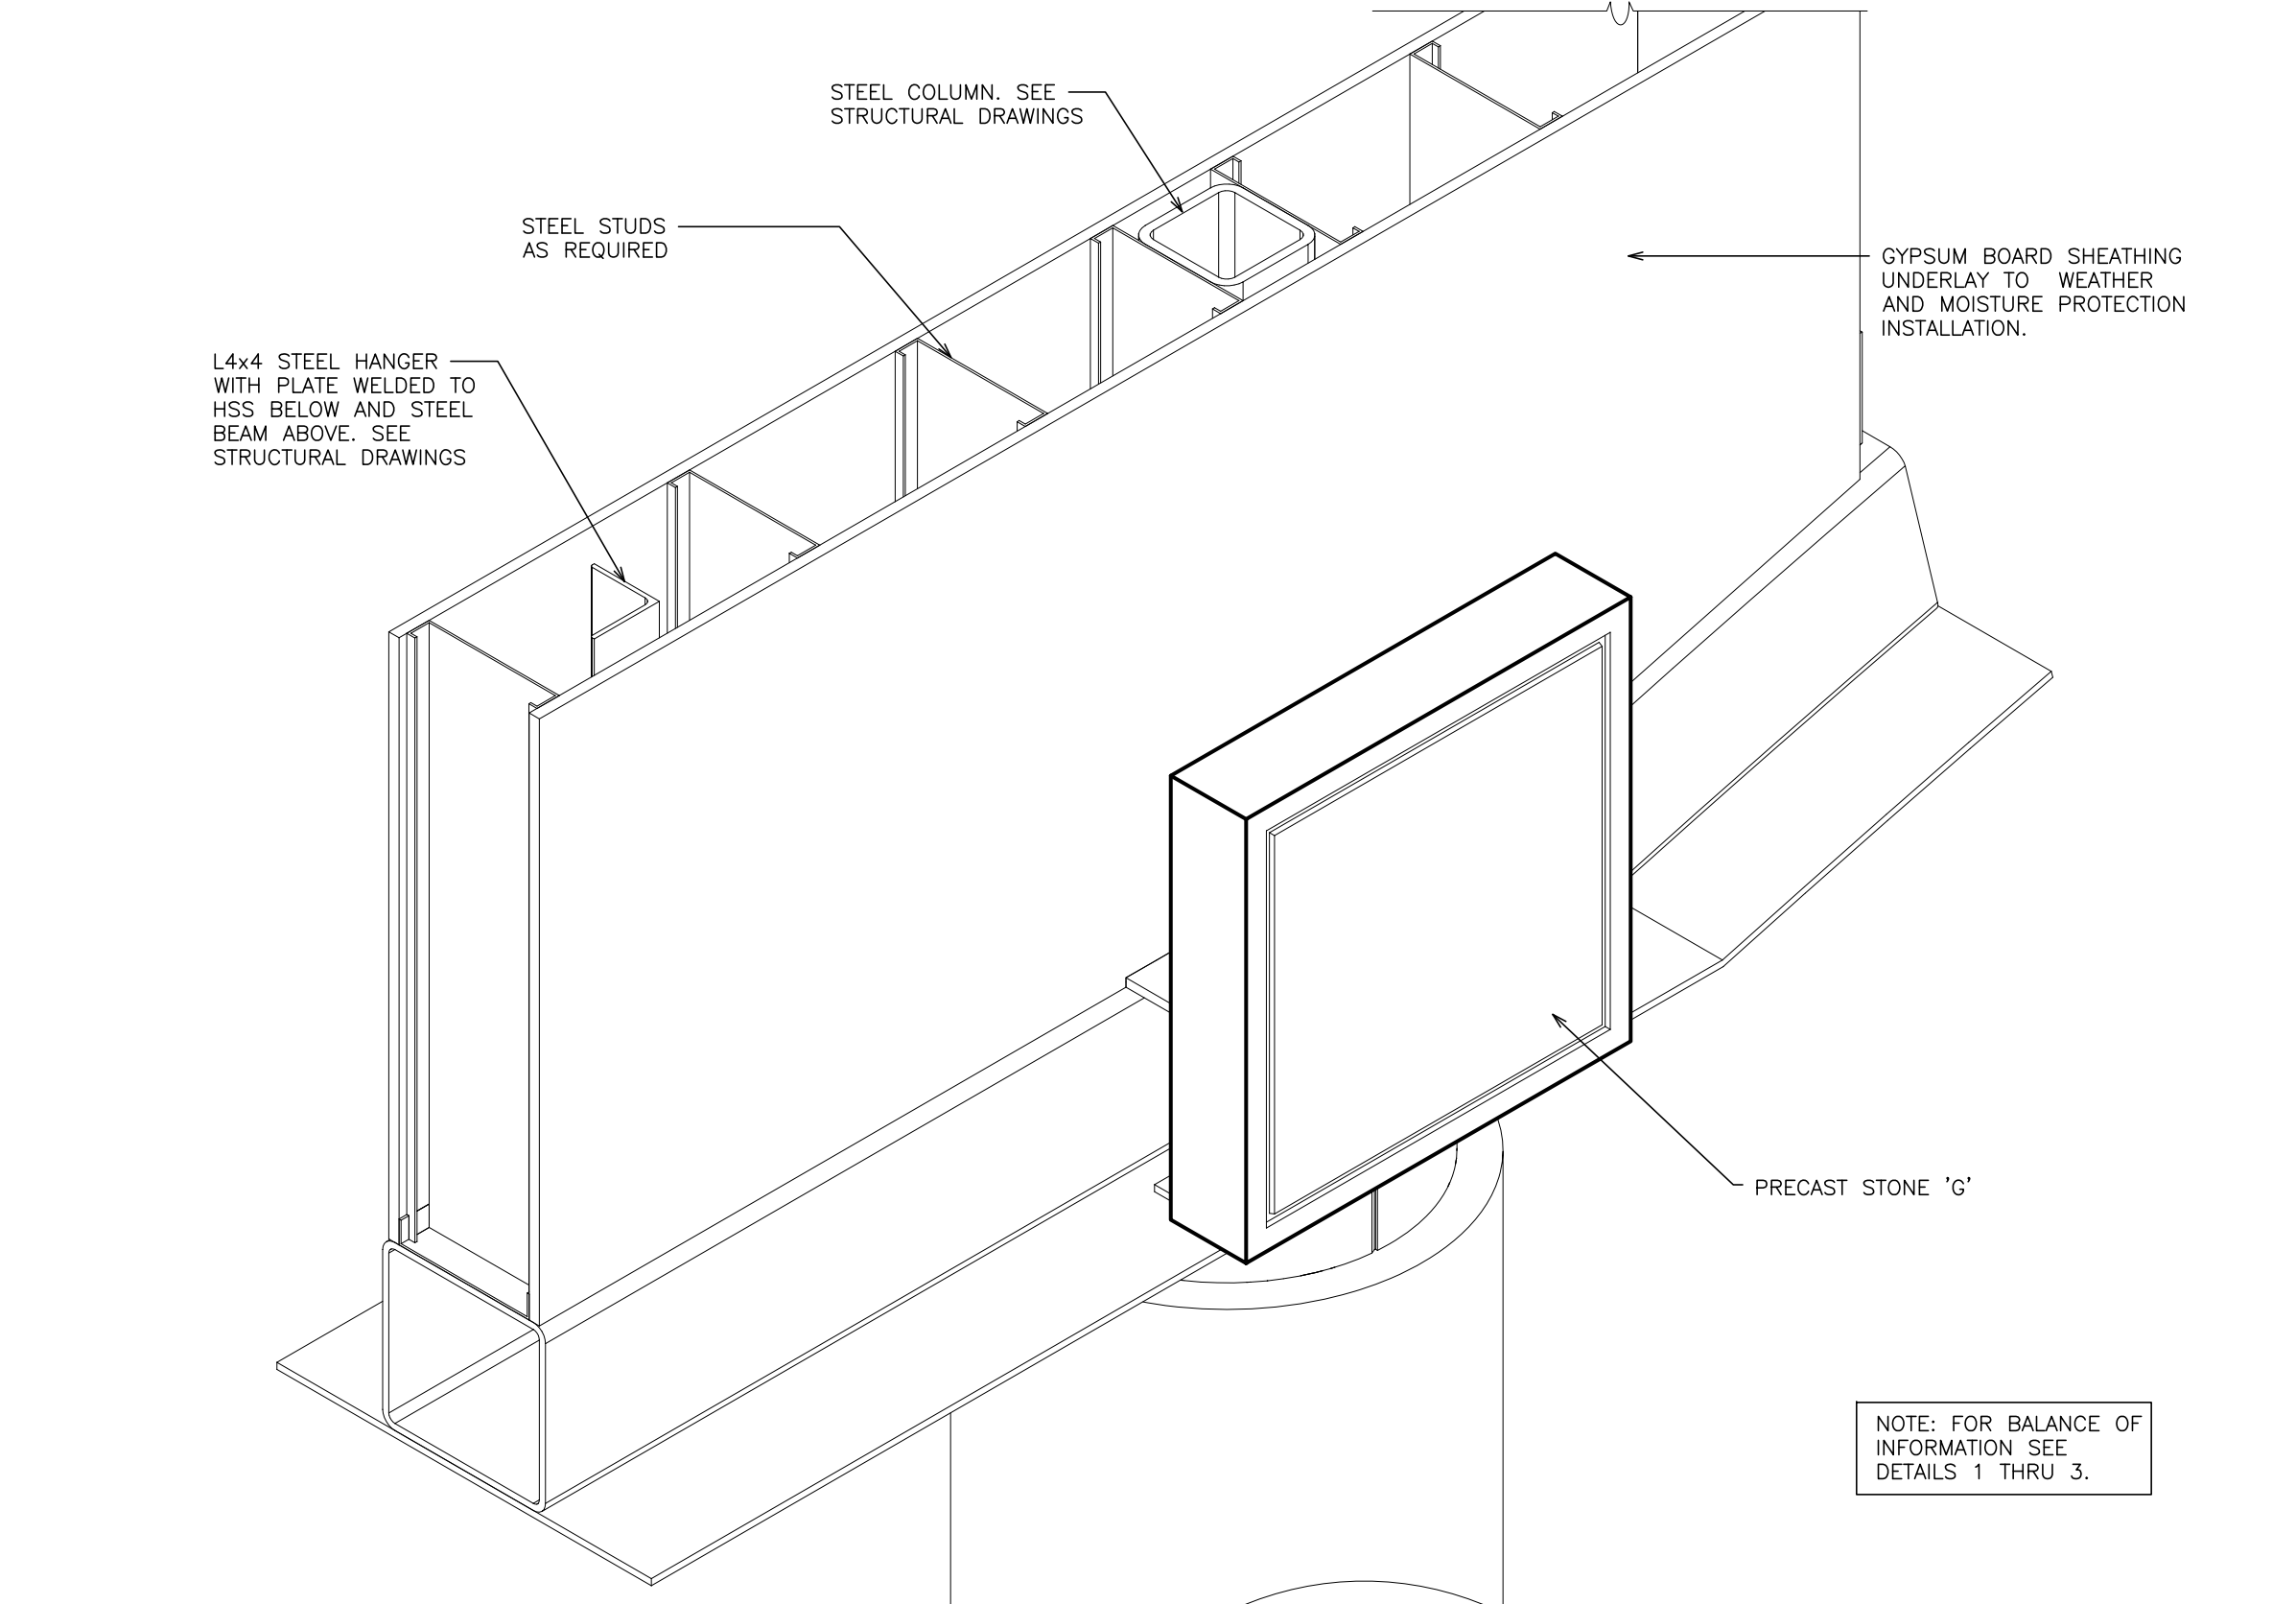 STEEL COLUMN. SEE
STRUCTURAL DRAWINGS
STEEL STUDS
AS REQUIRED
GYPSUM BOARD SHEATHING
UNDERLAY TO WEATHER
AND MOISTURE PROTECTION
INSTALLATION.
L4x4 STEEL HANGER
WITH PLATE WELDED TO
HSS BELOW AND STEEL
BEAM ABOVE. SEE
STRUCTURAL DRAWINGS
PRECAST STONE 'G'
NOTE: FOR BALANCE OF
INFORMATION SEE
DETAILS 1 THRU 3.